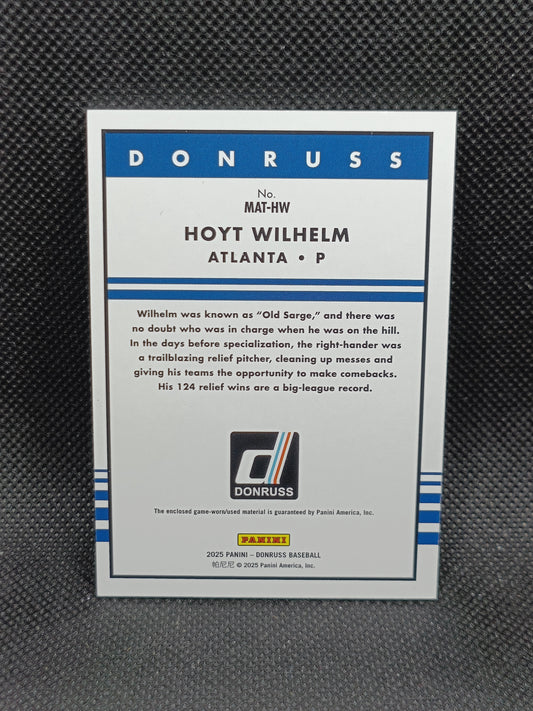 DONRUSS
No.
MAT-HW
HOYT WILHELM
ATLANTA • P
Wilhelm was known as “Old Sarge,” and there was
no doubt who was in charge when he was on the hill.
In the days before specialization, the right-hander was
a trailblazing relief pitcher, cleaning up messes and
giving his teams the opportunity to make comebacks.
His 124 relief wins are a big-league record.
d
DONRUSS
The enclosed game-worn/used material is guaranteed by Panini America, Inc.
PANINI
2025 PANINI – DONRUSS BASEBALL
帕尼尼 © 2025 Panini America, Inc.